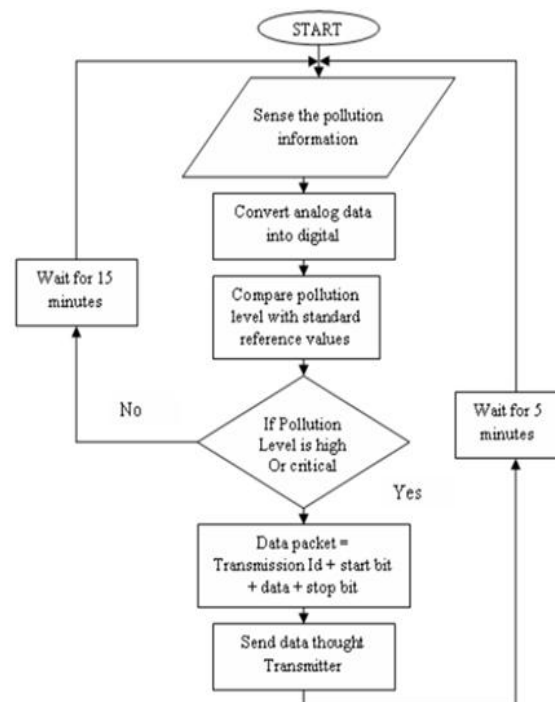 START
Sense the pollution
information
Convert analog data
into digital
Wait for 15
minutes
Compare pollution
level with standard
reference values
No
If Pollution
Level is high
Or critical
Wait for 5
minutes
Yes
Data packet =
Transmission Id + start bit
+ data + stop bit
Send data thought
Transmitter